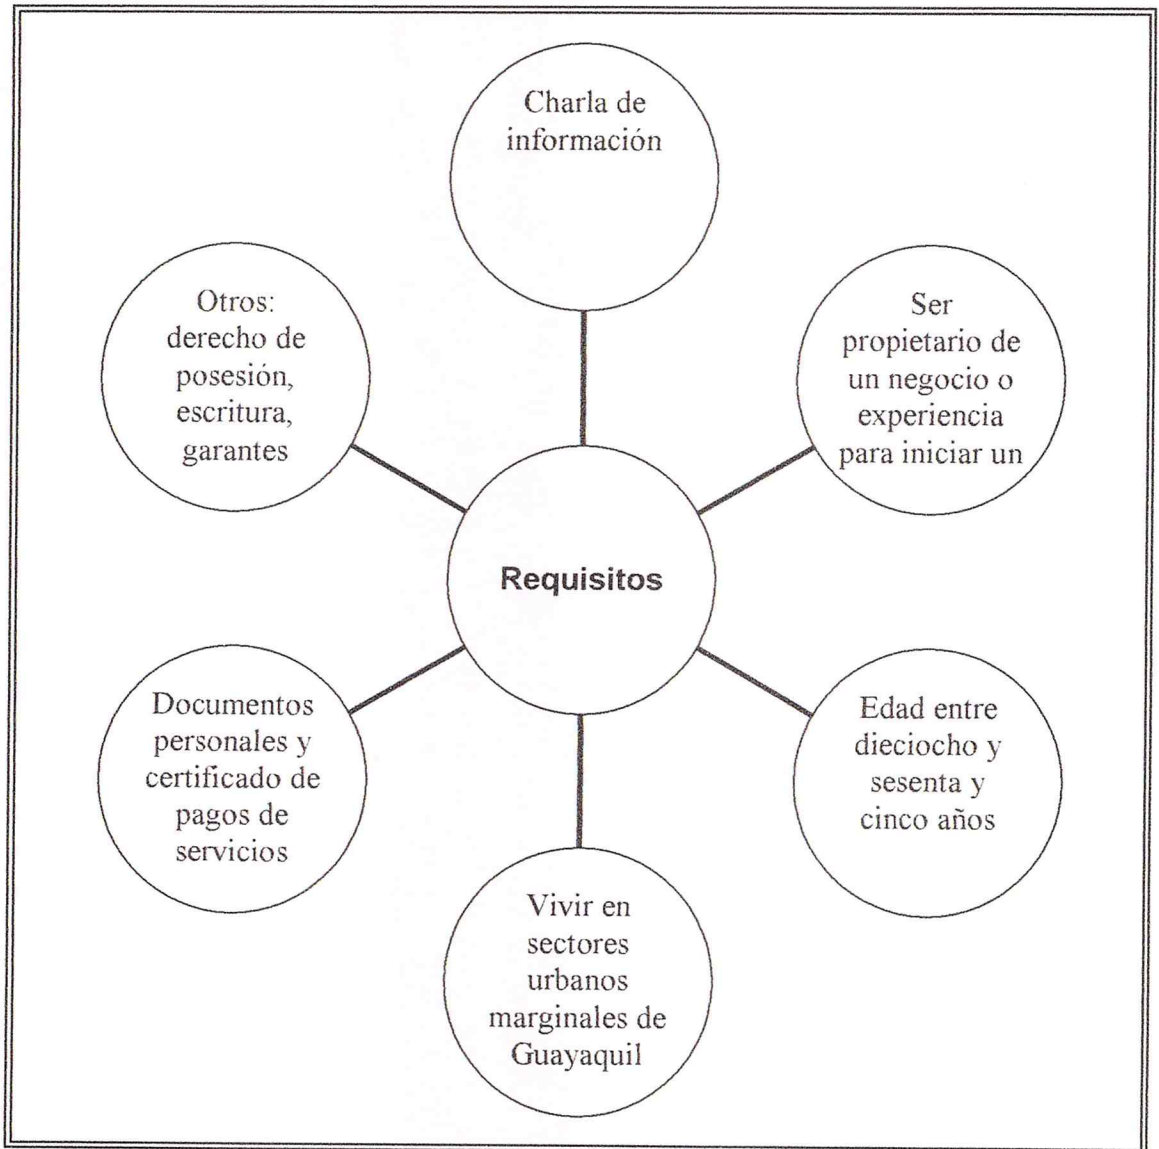 Charla de
información
Ser
propietario de
un negocio o
experiencia
para iniciar un
Edad entre
dieciocho y
sesenta y
cinco años
Vivir en
sectores
urbanos
marginales de
Guayaquil
Documentos
personales y
certificado de
pagos de
servicios
Otros:
derecho de
posesión,
escritura,
garantes
Requisitos